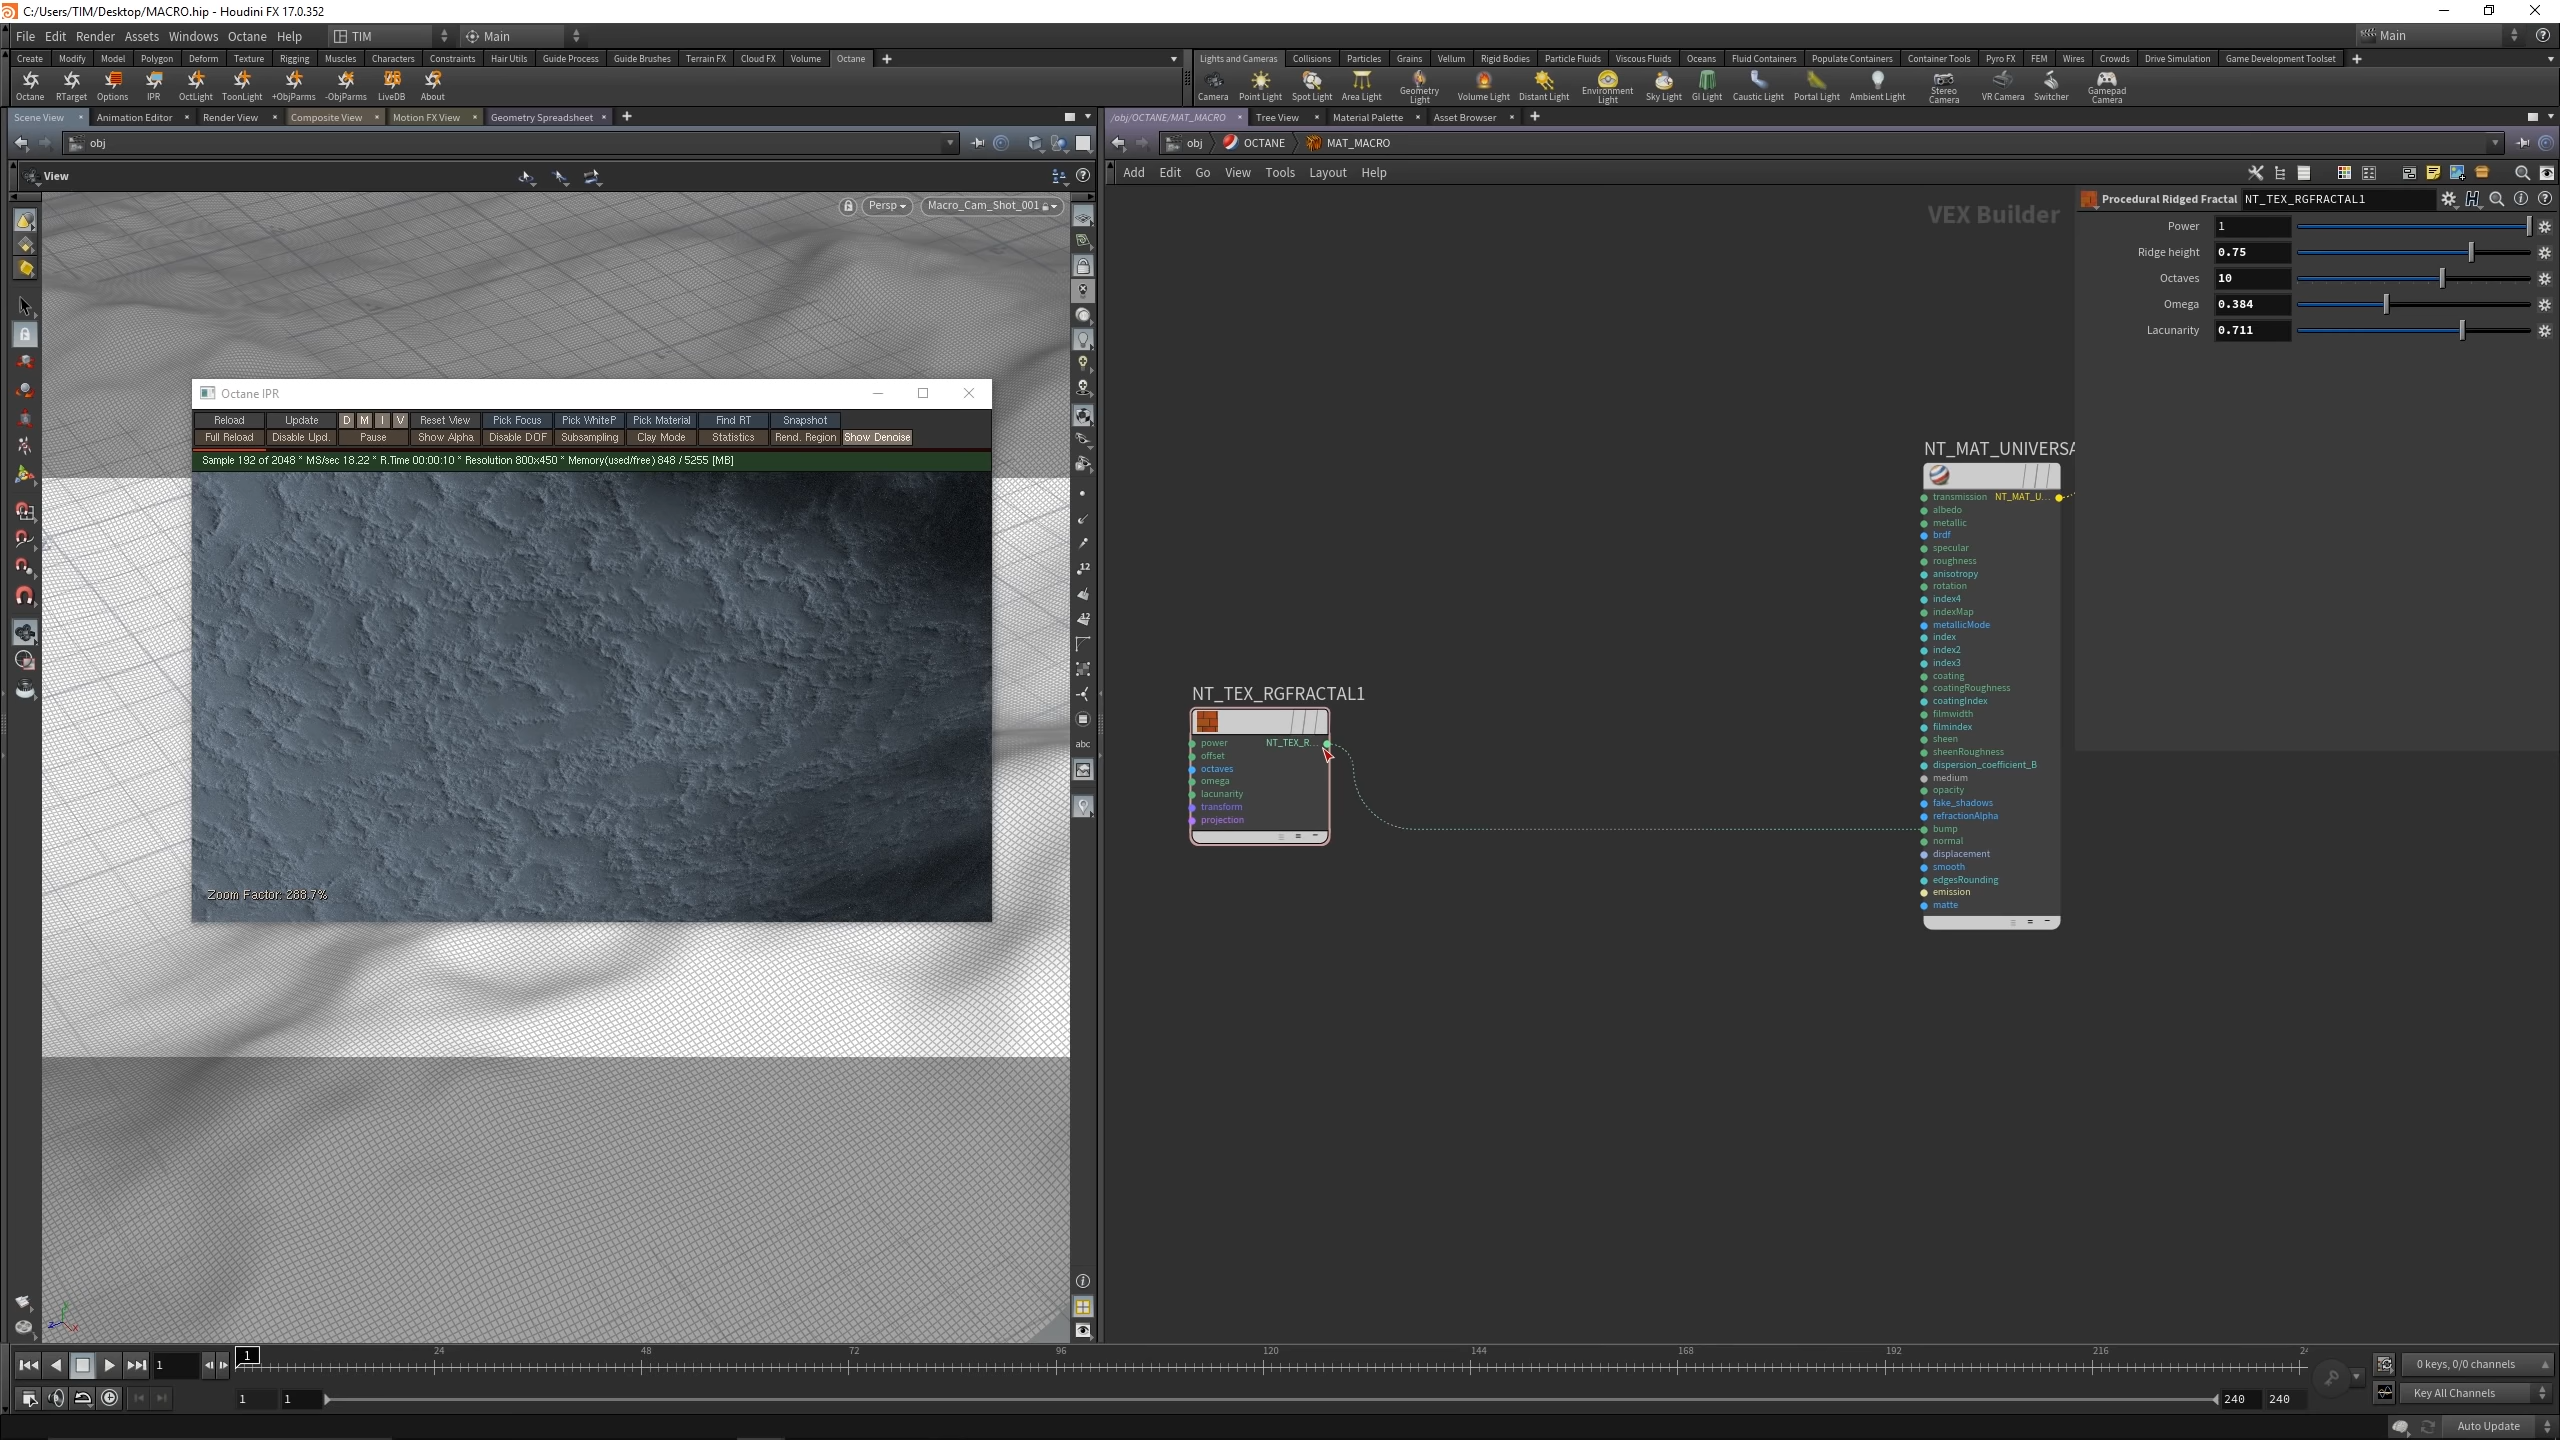 C:/Users/TIM/Desktop/MACRO.hip - Houdini FX 17.0.352
File Edit Render Assets Windows Octane Help TIM Main Main
Create Modify Model Polygon Deform Texture Rigging Muscles Characters Constraints Hair Utils Guide Process Guide Brushes Terrain FX Cloud FX Volume Octane
Lights and Cameras Collisions Particles Grains Vellum Rigid Bodies Particle Fluids Viscous Fluids Oceans Fluid Containers Populate Containers Container Tools Pyro FX FEM Wires Crowds Drive Simulation Game Development Toolset
Octane RTarget Options IPR OctLight ToonLight +ObjParms -ObjParms LiveDB About
Camera Point Light Spot Light Area Light Geometry Light Volume Light Distant Light Environment Light Sky Light GI Light Caustic Light Portal Light Ambient Light Stereo Camera VR Camera Switcher Gamepad Camera
Scene View Animation Editor Render View Composite View Motion FX View Geometry Spreadsheet
/obj/OCTANE/MAT_MACRO Tree View Material Palette Asset Browser
obj
obj OCTANE MAT_MACRO
View
Add Edit Go View Tools Layout Help
Persp Macro_Cam_Shot_001
VEX Builder
Procedural Ridged Fractal NT_TEX_RGFRACTAL1
Power 1
Ridge height 0.75
Octaves 10
Omega 0.384
Lacunarity 0.711
Octane IPR
Reload Update D M I V Reset View Pick Focus Pick WhiteP Pick Material Find RT Snapshot
Full Reload Disable Upd. Pause Show Alpha Disable DOF Subsampling Clay Mode Statistics Rend. Region Show Denoise
Sample 192 of 2048 * MS/sec 18.22 * R.Time 00:00:10 * Resolution 800x450 * Memory(used/free) 848 / 5255 [MB]
Zoom Factor: 288.7%
12
12
abc
NT_TEX_RGFRACTAL1
power NT_TEX_R...
offset
octaves
omega
lacunarity
transform
projection
NT_MAT_UNIVERSA
transmission NT_MAT_U...
albedo
metallic
brdf
specular
roughness
anisotropy
rotation
index4
indexMap
metallicMode
index
index2
index3
coating
coatingRoughness
coatingIndex
filmwidth
filmindex
sheen
sheenRoughness
dispersion_coefficient_B
medium
opacity
fake_shadows
refractionAlpha
bump
normal
displacement
smooth
edgesRounding
emission
matte
1 1 24 48 72 96 120 144 168 192 216 0 keys, 0/0 channels
1 1 240 240 Key All Channels
Auto Update